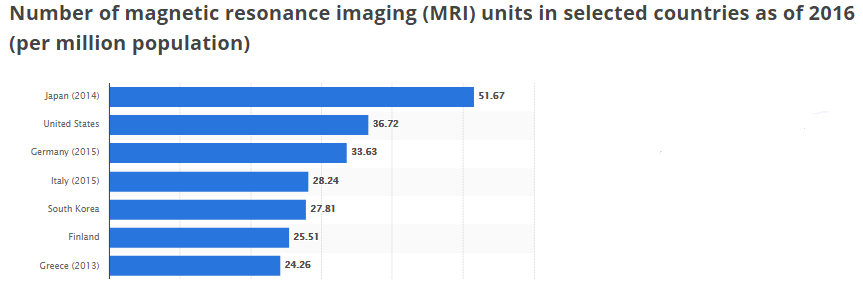 Number of magnetic resonance imaging (MRI) units in selected countries as of 2016
(per million population)
Japan (2014) 51.67
United States 36.72
Germany (2015) 33.63
Italy (2015) 28.24
South Korea 27.81
Finland 25.51
Greece (2013) 24.26